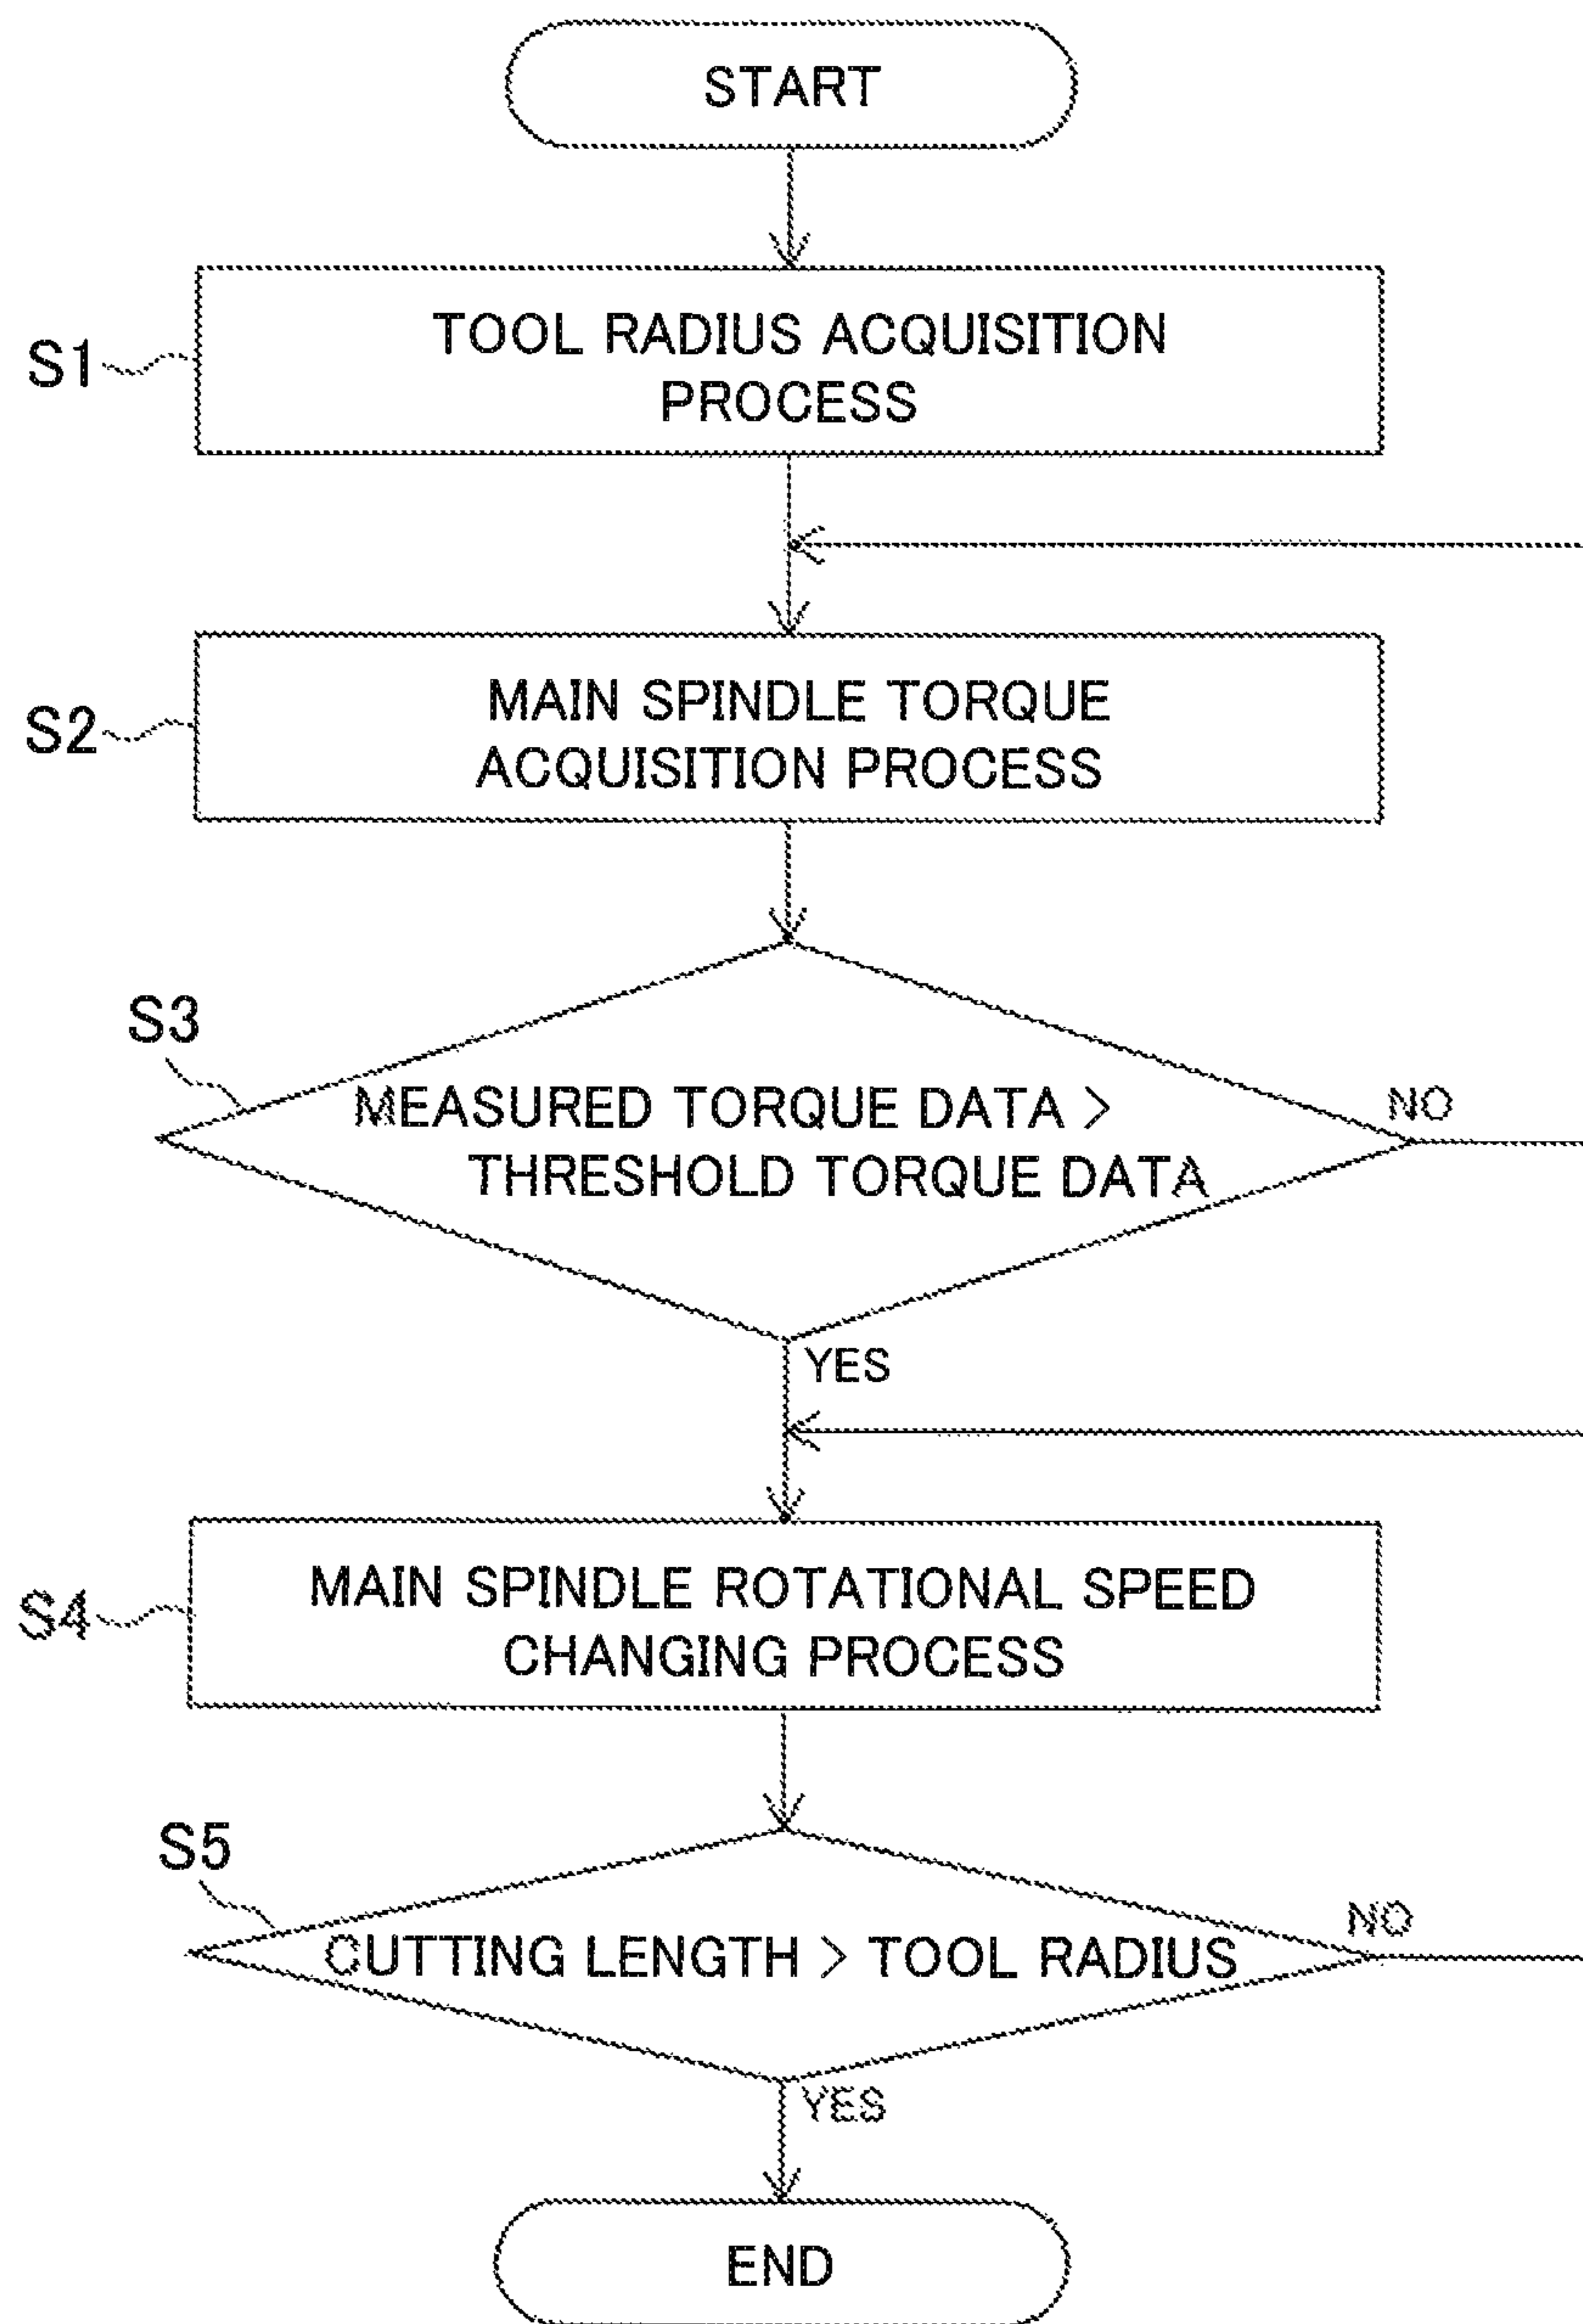 START
S1
TOOL RADIUS ACQUISITION
PROCESS
S2
MAIN SPINDLE TORQUE
ACQUISITION PROCESS
S3
MEASURED TORQUE DATA >
THRESHOLD TORQUE DATA
NO
YES
S4
MAIN SPINDLE ROTATIONAL SPEED
CHANGING PROCESS
S5
CUTTING LENGTH > TOOL RADIUS
NO
YES
END